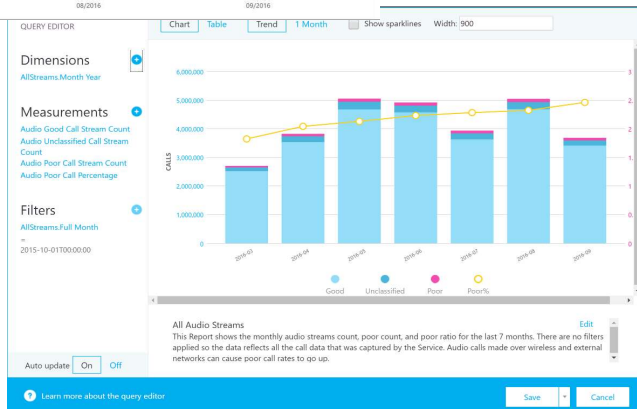 08/2016 09/2016
QUERY EDITOR
Chart Table Trend 1 Month Show sparklines Width: 900
Dimensions
AllStreams.Month Year
Measurements
Audio Good Call Stream Count
Audio Unclassified Call Stream
Count
Audio Poor Call Stream Count
Audio Poor Call Percentage
Filters
AllStreams.Full Month
=
2015-10-01T00:00:00
Auto update On Off
CALLS
6,000,000
5,000,000
4,000,000
3,000,000
2,000,000
1,000,000
0
3
2.
2
1.
1
0.
0
2016-03 2016-04 2016-05 2016-06 2016-07 2016-08 2016-09
Good Unclassified Poor Poor%
All Audio Streams Edit
This Report shows the monthly audio streams count, poor count, and poor ratio for the last 7 months. There are no filters
applied so the data reflects all the call data that was captured by the Service. Audio calls made over wireless and external
networks can cause poor call rates to go up.
? Learn more about the query editor
Save Cancel